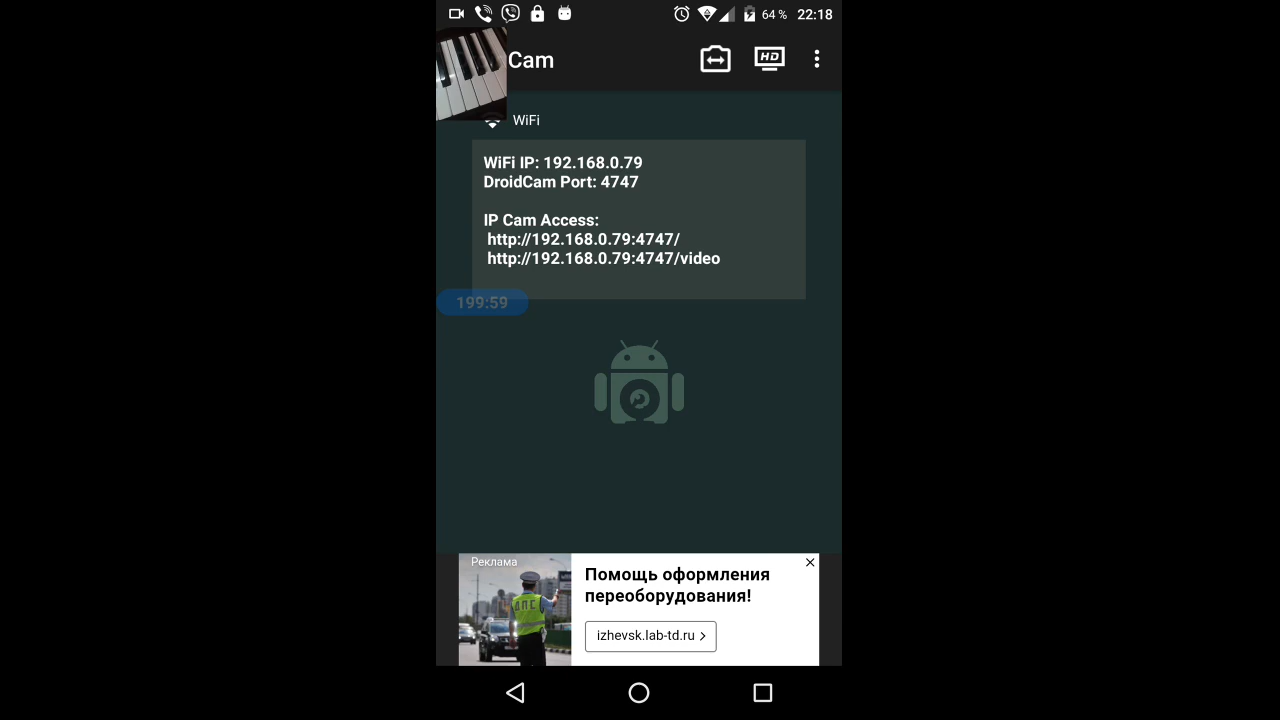 64 % 22:18
Cam
HD
WiFi
WiFi IP: 192.168.0.79
DroidCam Port: 4747
IP Cam Access:
http://192.168.0.79:4747/
http://192.168.0.79:4747/video
199:59
Реклама
ДПС
Помощь оформления
переоборудования!
izhevsk.lab-td.ru